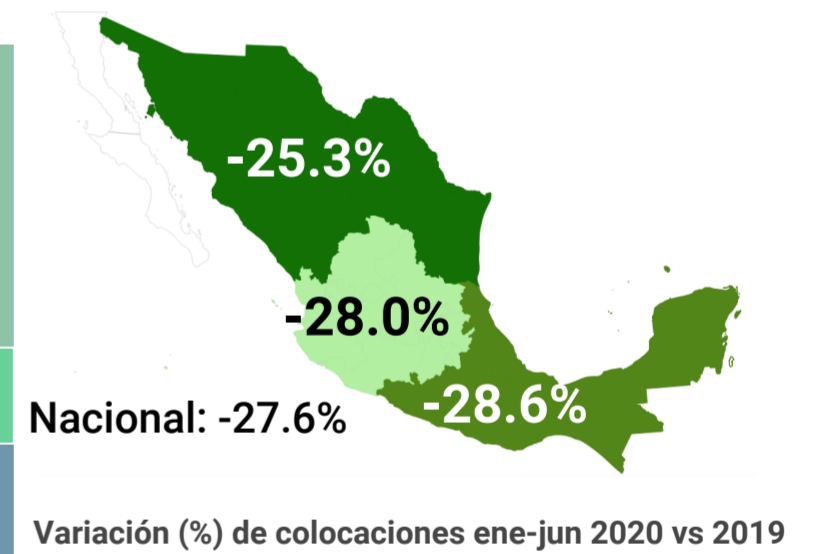 -25.3%
-28.0%
-28.6%
Nacional: -27.6%
Variación (%) de colocaciones ene-jun 2020 vs 2019